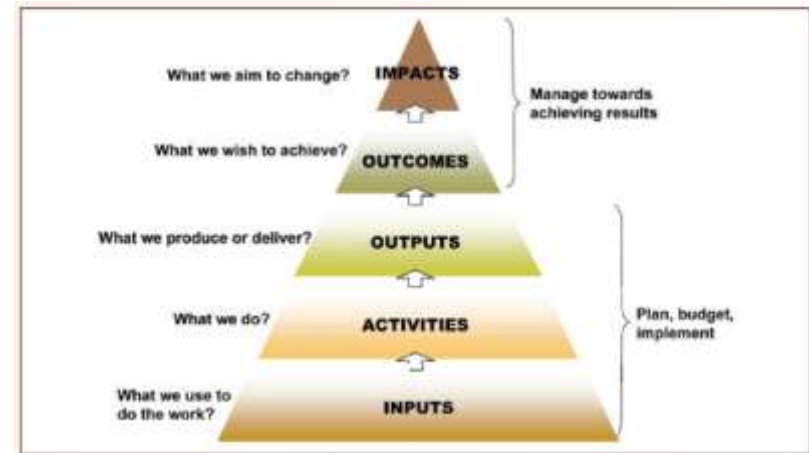 What we aim to change?
IMPACTS
Manage towards
achieving results
What we wish to achieve?
OUTCOMES
What we produce or deliver?
OUTPUTS
What we do?
ACTIVITIES
Plan, budget,
implement
What we use to
do the work?
INPUTS